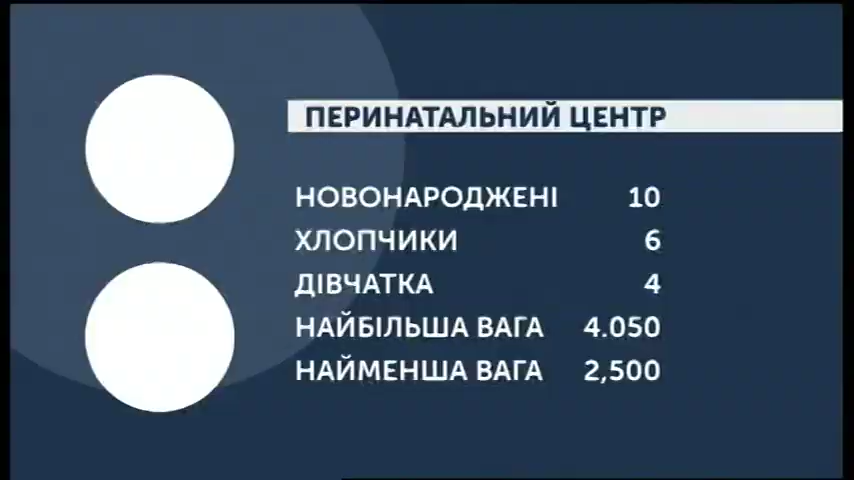 ПЕРИНАТАЛЬНИЙ ЦЕНТР
НОВОНАРОДЖЕНІ 10
ХЛОПЧИКИ 6
ДІВЧАТКА 4
НАЙБІЛЬША ВАГА 4.050
НАЙМЕНША ВАГА 2,500